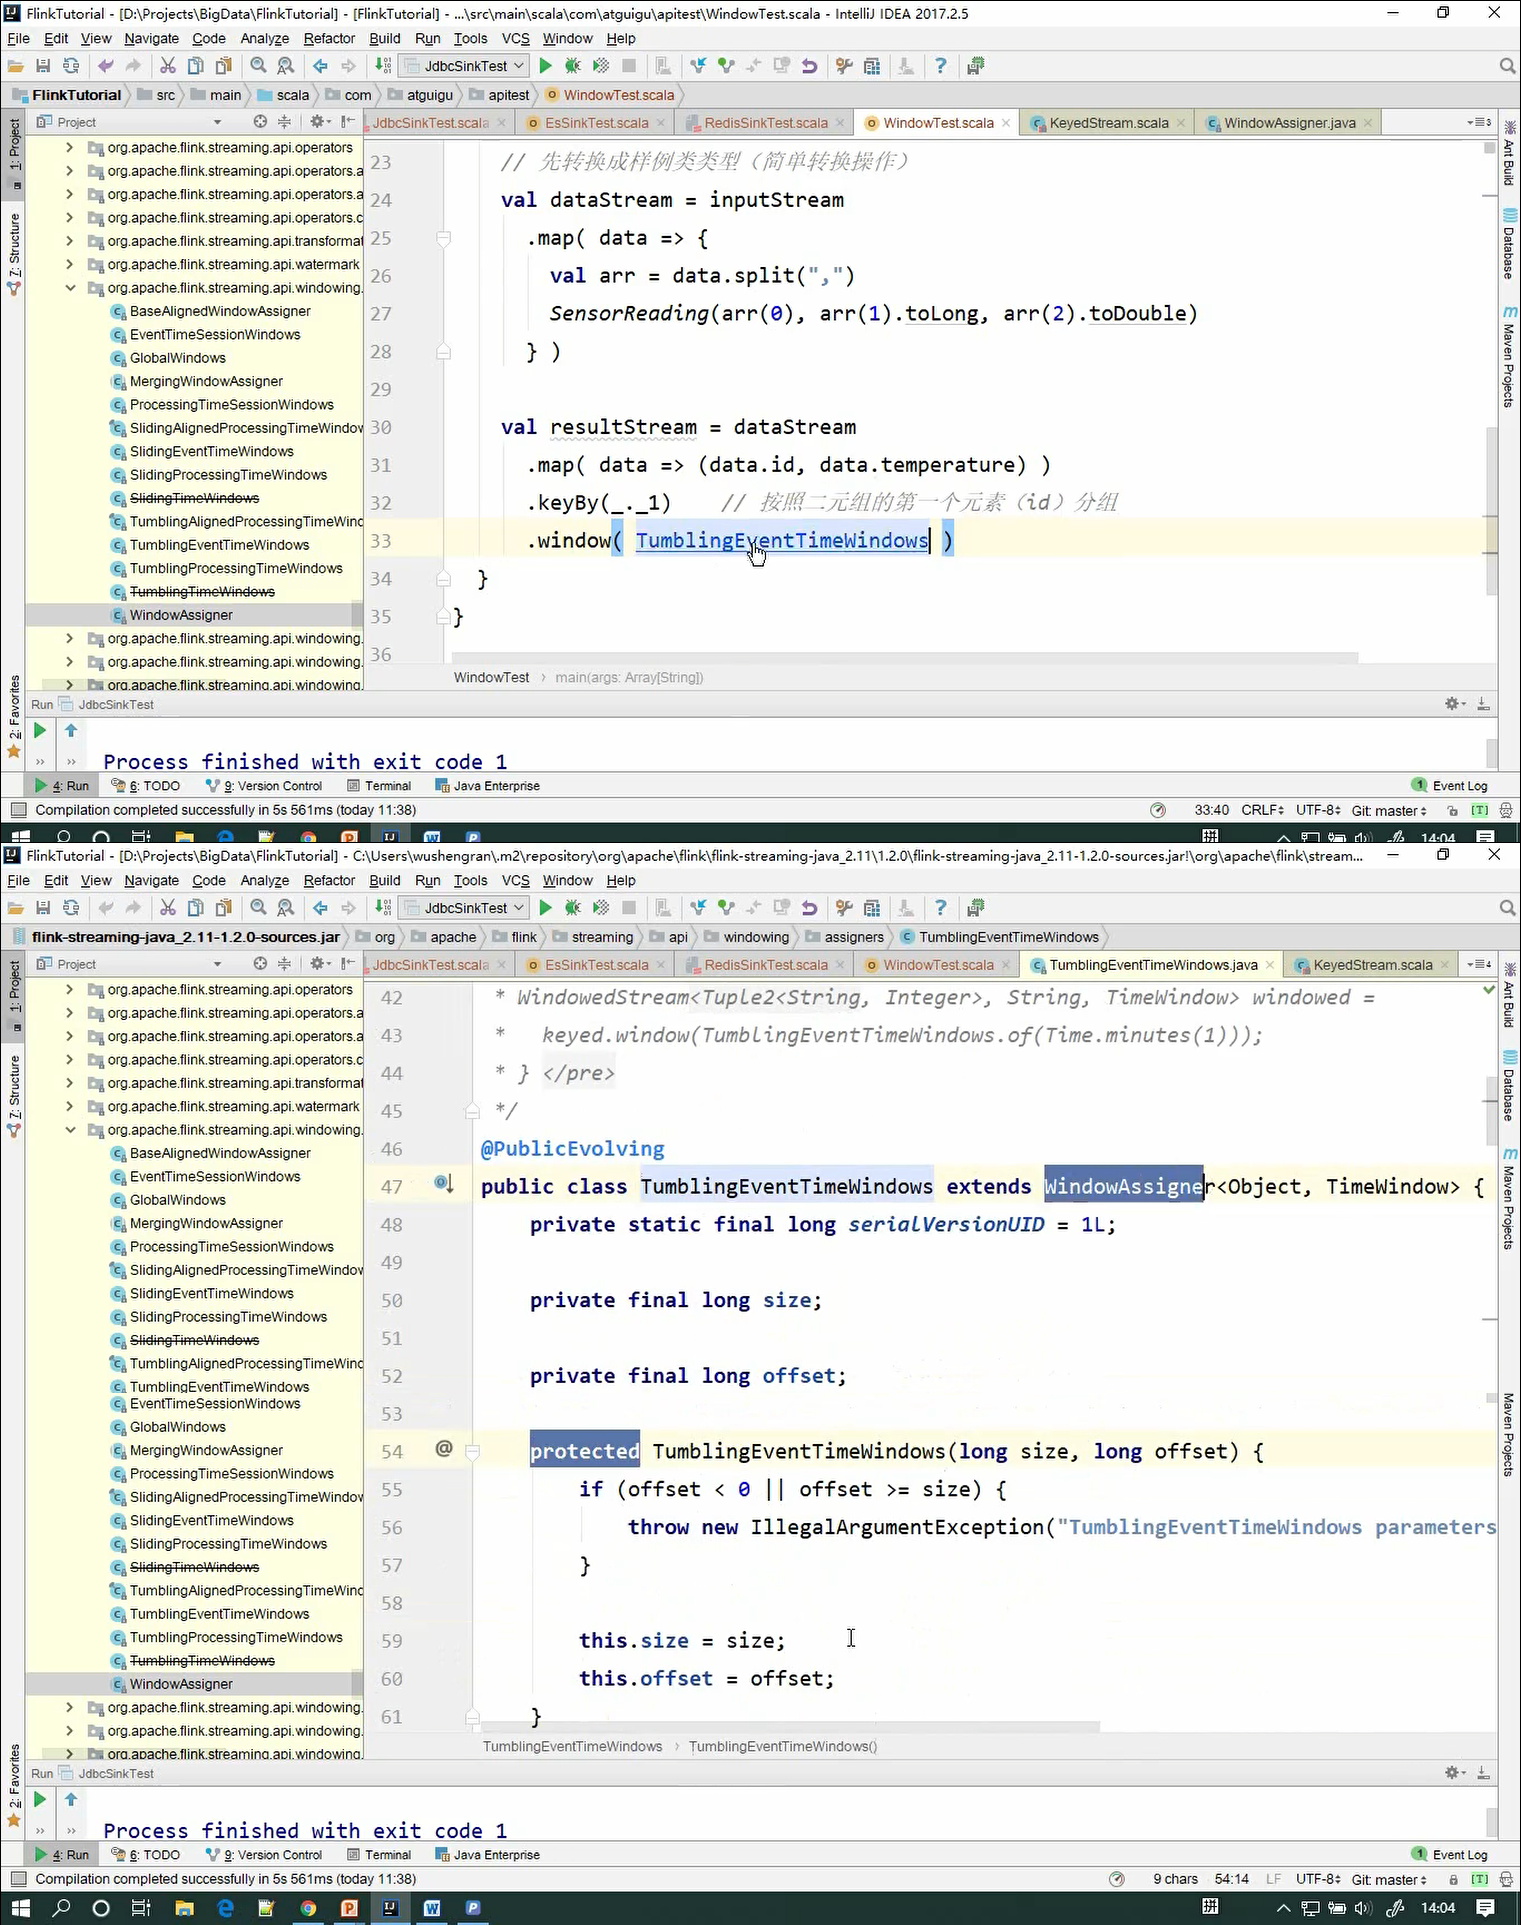 FlinkTutorial - [D:\Projects\BigData\FlinkTutorial] - [FlinkTutorial] - ...\src\main\scala\com\atguigu\apitest\WindowTest.scala - IntelliJ IDEA 2017.2.5
File Edit View Navigate Code Analyze Refactor Build Run Tools VCS Window Help
JdbcSinkTest
FlinkTutorial src main scala com atguigu apitest WindowTest.scala
Project
JdbcSinkTest.scala EsSinkTest.scala RedisSinkTest.scala WindowTest.scala KeyedStream.scala WindowAssigner.java
1: Project
7: Structure
2: Favorites
Ant Build
Database
Maven Projects
org.apache.flink.streaming.api.operators
org.apache.flink.streaming.api.operators.a
org.apache.flink.streaming.api.operators.a
org.apache.flink.streaming.api.operators.c
org.apache.flink.streaming.api.transformat
org.apache.flink.streaming.api.watermark
org.apache.flink.streaming.api.windowing.
BaseAlignedWindowAssigner
EventTimeSessionWindows
GlobalWindows
MergingWindowAssigner
ProcessingTimeSessionWindows
SlidingAlignedProcessingTimeWindow
SlidingEventTimeWindows
SlidingProcessingTimeWindows
SlidingTimeWindows
TumblingAlignedProcessingTimeWinc
TumblingEventTimeWindows
TumblingProcessingTimeWindows
TumblingTimeWindows
WindowAssigner
org.apache.flink.streaming.api.windowing.
org.apache.flink.streaming.api.windowing.
org.apache.flink.streaming.api.windowing.
23 // 先转换成样例类类型（简单转换操作）
24 val dataStream = inputStream
25 .map( data => {
26 val arr = data.split(",")
27 SensorReading(arr(0), arr(1).toLong, arr(2).toDouble)
28 } )
29
30 val resultStream = dataStream
31 .map( data => (data.id, data.temperature) )
32 .keyBy(_._1) // 按照二元组的第一个元素（id）分组
33 .window( TumblingEventTimeWindows )
34 }
35 }
36
WindowTest main(args: Array[String])
Run JdbcSinkTest
Process finished with exit code 1
4: Run 6: TODO 9: Version Control Terminal Java Enterprise 1 Event Log
Compilation completed successfully in 5s 561ms (today 11:38) 33:40 CRLF UTF-8 Git: master [T]
拼 14:04
FlinkTutorial - [D:\Projects\BigData\FlinkTutorial] - C:\Users\wushengran\.m2\repository\org\apache\flink\flink-streaming-java_2.11\1.2.0\flink-streaming-java_2.11-1.2.0-sources.jar!\org\apache\flink\stream...
File Edit View Navigate Code Analyze Refactor Build Run Tools VCS Window Help
JdbcSinkTest
flink-streaming-java_2.11-1.2.0-sources.jar org apache flink streaming api windowing assigners TumblingEventTimeWindows
Project
JdbcSinkTest.scala EsSinkTest.scala RedisSinkTest.scala WindowTest.scala TumblingEventTimeWindows.java KeyedStream.scala
1: Project
7: Structure
2: Favorites
Ant Build
Database
Maven Projects
Maven Projects
org.apache.flink.streaming.api.operators
org.apache.flink.streaming.api.operators.a
org.apache.flink.streaming.api.operators.a
org.apache.flink.streaming.api.operators.c
org.apache.flink.streaming.api.transformat
org.apache.flink.streaming.api.watermark
org.apache.flink.streaming.api.windowing.
BaseAlignedWindowAssigner
EventTimeSessionWindows
GlobalWindows
MergingWindowAssigner
ProcessingTimeSessionWindows
SlidingAlignedProcessingTimeWindow
SlidingEventTimeWindows
SlidingProcessingTimeWindows
SlidingTimeWindows
TumblingAlignedProcessingTimeWinc
TumblingEventTimeWindows
EventTimeSessionWindows
GlobalWindows
MergingWindowAssigner
ProcessingTimeSessionWindows
SlidingAlignedProcessingTimeWindow
SlidingEventTimeWindows
SlidingProcessingTimeWindows
SlidingTimeWindows
TumblingAlignedProcessingTimeWinc
TumblingEventTimeWindows
TumblingProcessingTimeWindows
TumblingTimeWindows
WindowAssigner
org.apache.flink.streaming.api.windowing.
org.apache.flink.streaming.api.windowing.
org.apache.flink.streaming.api.windowing.
42 * WindowedStream<Tuple2<String, Integer>, String, TimeWindow> windowed =
43 * keyed.window(TumblingEventTimeWindows.of(Time.minutes(1)));
44 * } </pre>
45 */
46 @PublicEvolving
47 public class TumblingEventTimeWindows extends WindowAssigner<Object, TimeWindow> {
48 private static final long serialVersionUID = 1L;
49
50 private final long size;
51
52 private final long offset;
53
54 @ protected TumblingEventTimeWindows(long size, long offset) {
55 if (offset < 0 || offset >= size) {
56 throw new IllegalArgumentException("TumblingEventTimeWindows parameters
57 }
58
59 this.size = size;
60 this.offset = offset;
61 }
TumblingEventTimeWindows TumblingEventTimeWindows()
Run JdbcSinkTest
Process finished with exit code 1
4: Run 6: TODO 9: Version Control Terminal Java Enterprise 1 Event Log
Compilation completed successfully in 5s 561ms (today 11:38) 9 chars 54:14 LF UTF-8 Git: master [T]
拼 14:04